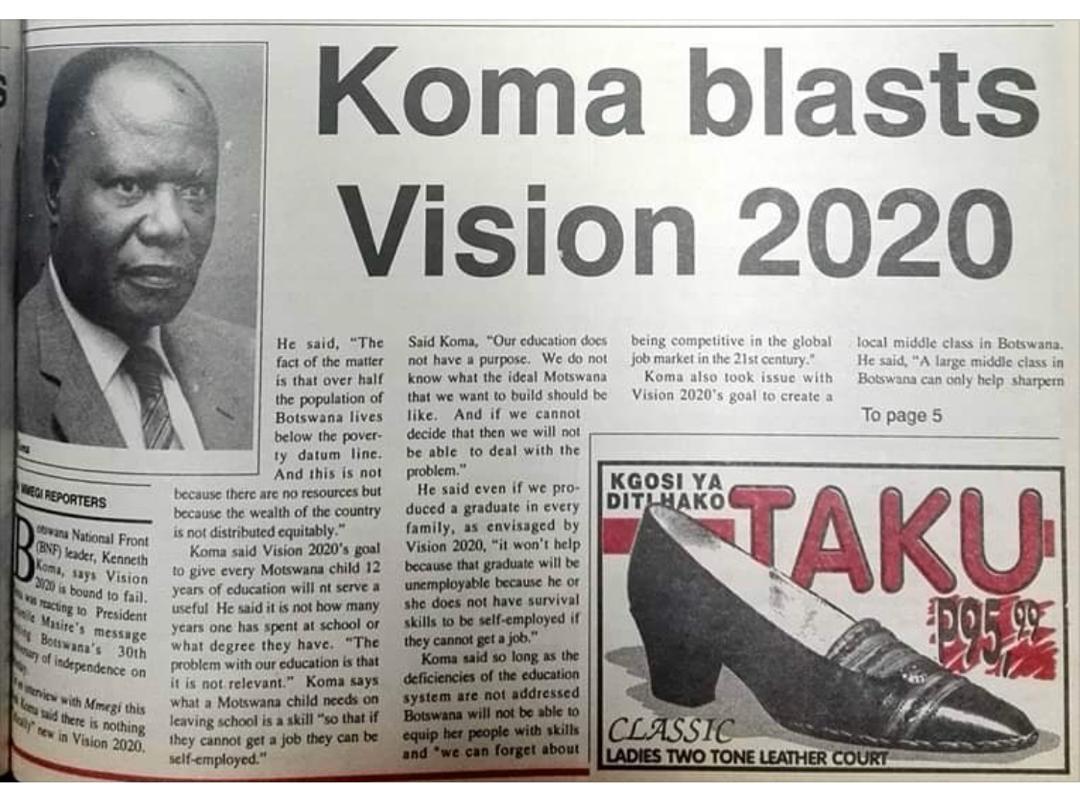 Koma blasts
Vision 2020
MMEGI REPORTERS
Botswana National Front
(BNF) leader, Kenneth
Koma, says Vision
2020 is bound to fail.
was reacting to President
Masire's message
Botswana's 30th
of independence on
interview with Mmegi this
Koma said there is nothing
new in Vision 2020.
He said, "The
fact of the matter
is that over half
the population of
Botswana lives
below the pover-
ty datum line.
And this is not
because there are no resources but
because the wealth of the country
is not distributed equitably."
Koma said Vision 2020's goal
to give every Motswana child 12
years of education will nt serve a
useful He said it is not how many
years one has spent at school or
what degree they have. "The
problem with our education is that
it is not relevant." Koma says
what a Motswana child needs on
leaving school is a skill "so that if
they cannot get a job they can be
self-employed."
Said Koma, "Our education does
not have a purpose. We do not
know what the ideal Motswana
that we want to build should be
like. And if we cannot
decide that then we will not
be able to deal with the
problem."
He said even if we pro-
duced a graduate in every
family, as envisaged by
Vision 2020, "it won't help
because that graduate will be
unemployable because he or
she does not have survival
skills to be self-employed if
they cannot get a job."
Koma said so long as the
deficiencies of the education
system are not addressed
Botswana will not be able to
equip her people with skills
and "we can forget about
being competitive in the global
job market in the 21st century."
Koma also took issue with
Vision 2020's goal to create a
local middle class in Botswana.
He said, "A large middle class in
Botswana can only help sharpern
To page 5
KGOSI YA
DITLHAKO
TAKU
P95,99
CLASSIC
LADIES TWO TONE LEATHER COURT